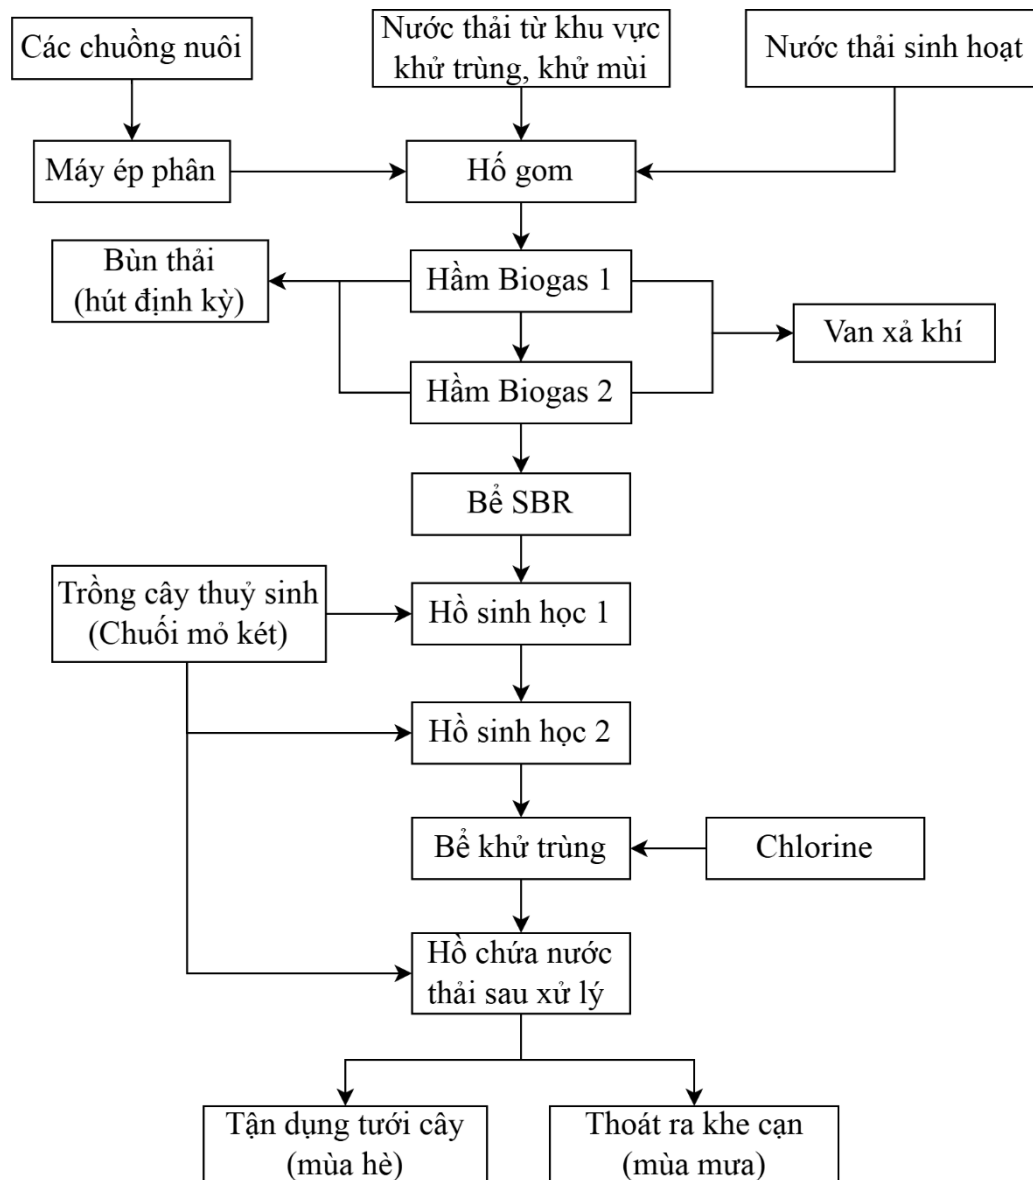 Các chuồng nuôi
Nước thải từ khu vực
khử trùng, khử mùi
Nước thải sinh hoạt
Máy ép phân
Hố gom
Bùn thải
(hút định kỳ)
Hầm Biogas 1
Van xả khí
Hầm Biogas 2
Bể SBR
Trồng cây thuỷ sinh
(Chuối mỏ két)
Hồ sinh học 1
Hồ sinh học 2
Bể khử trùng
Chlorine
Hồ chứa nước
thải sau xử lý
Tận dụng tưới cây
(mùa hè)
Thoát ra khe cạn
(mùa mưa)